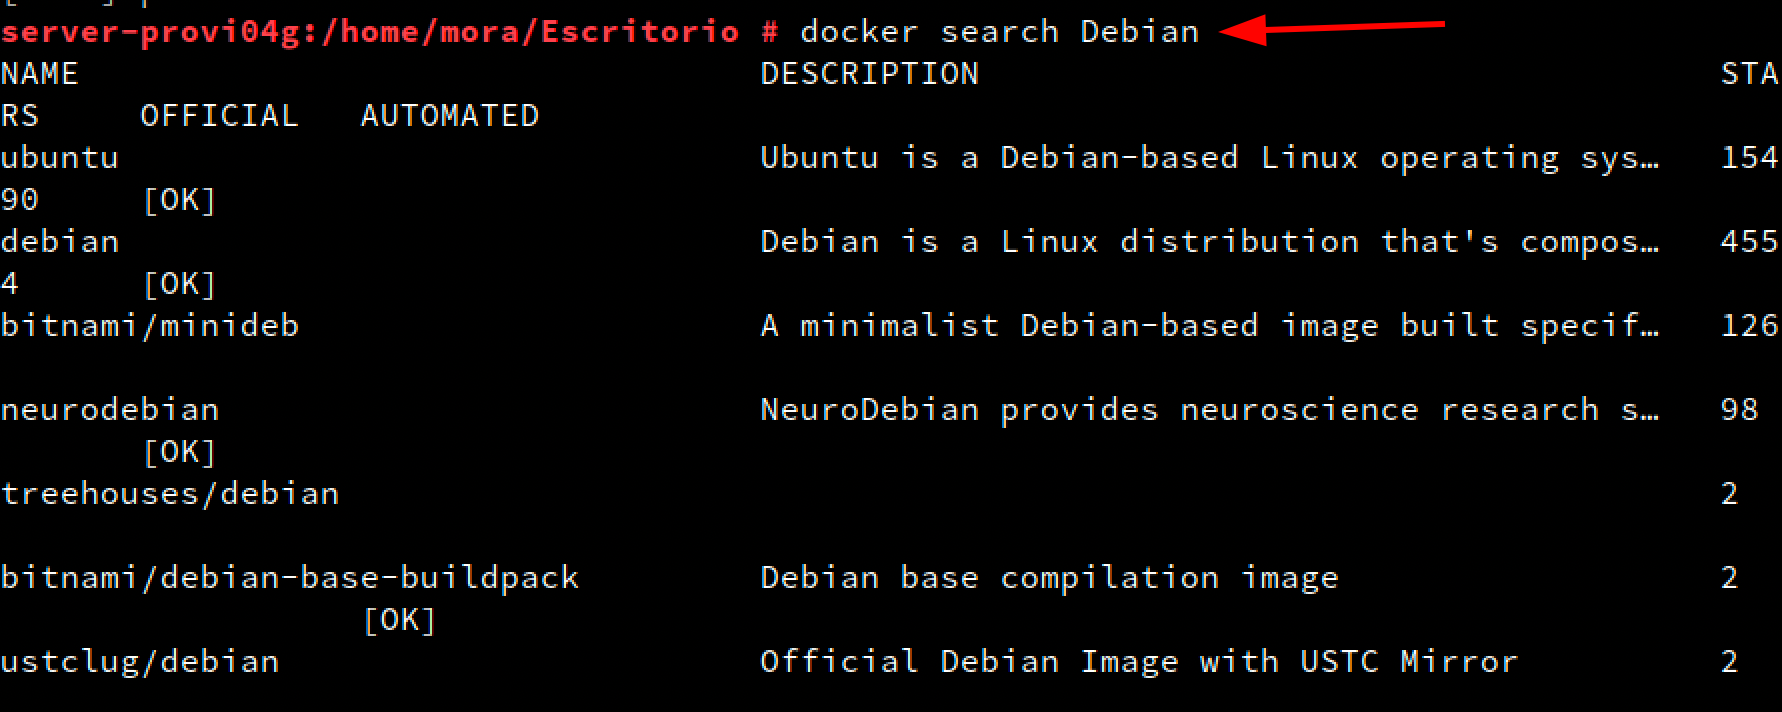 server-provi04g:/home/mora/Escritorio # docker search Debian
NAME DESCRIPTION STA
RS OFFICIAL AUTOMATED
ubuntu Ubuntu is a Debian-based Linux operating sys… 154
90 [OK]
debian Debian is a Linux distribution that's compos… 455
4 [OK]
bitnami/minideb A minimalist Debian-based image built specif… 126
neurodebian NeuroDebian provides neuroscience research s… 98
[OK]
treehouses/debian 2
bitnami/debian-base-buildpack Debian base compilation image 2
[OK]
ustclug/debian Official Debian Image with USTC Mirror 2